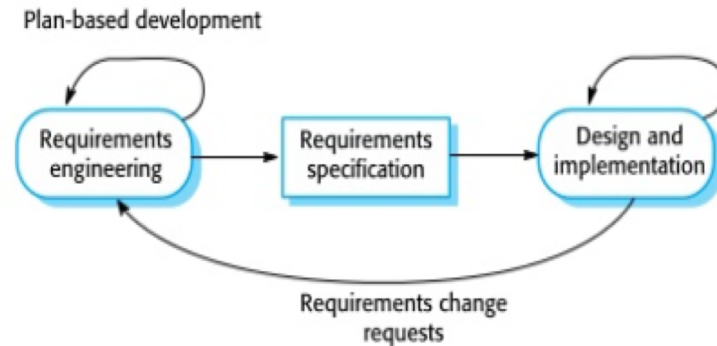 Plan-based development
Requirements
engineering
Requirements
specification
Design and
implementation
Requirements change
requests